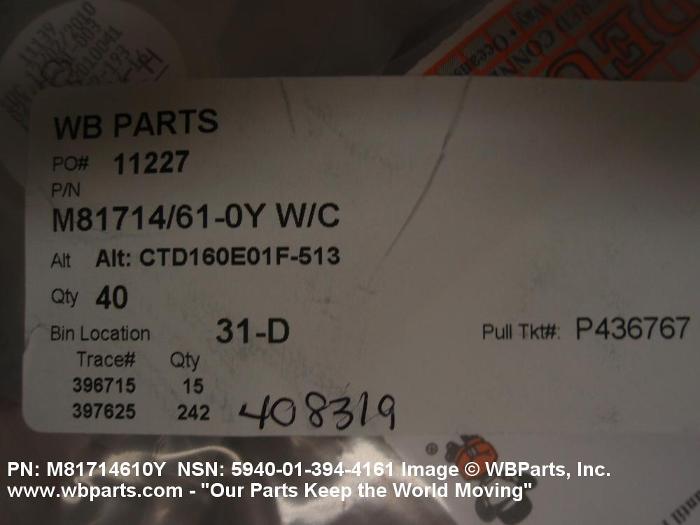 11139
WB PARTS
PO# 11227
P/N
M81714/61-0Y W/C
Alt Alt: CTD160E01F-513
Qty 40
Bin Location 31-D Pull Tkt#: P436767
Trace# Qty
396715 15
397625 242 408319
PN: M81714610Y NSN: 5940-01-394-4161 Image © WBParts, Inc.
www.wbparts.com - "Our Parts Keep the World Moving"